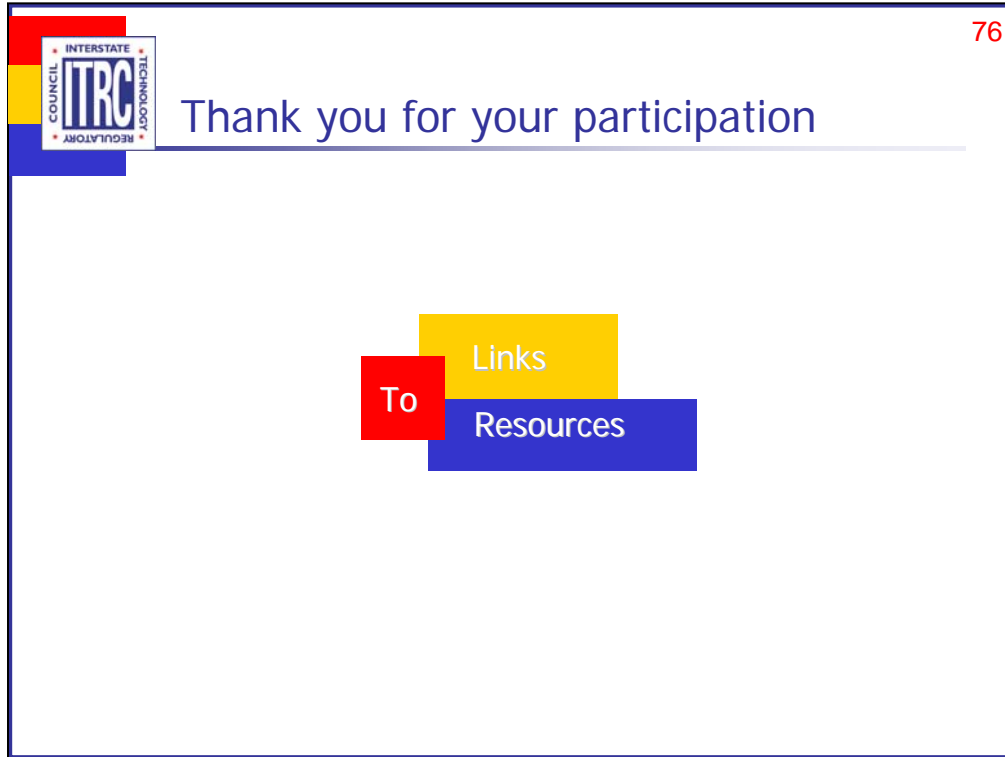 76
INTERSTATE
COUNCIL
ITRC
TECHNOLOGY
REGULATORY
Thank you for your participation
Links
To
Resources